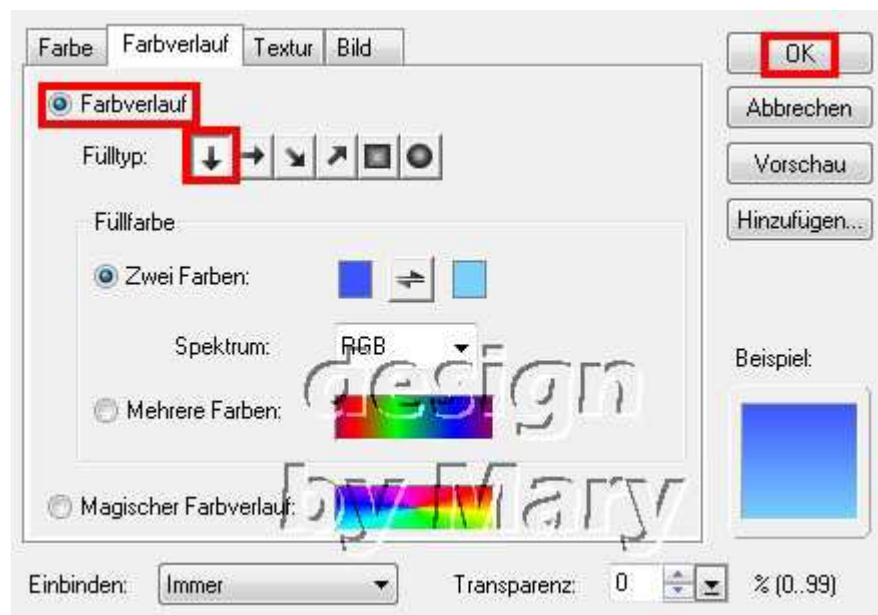 Farbe Farbverlauf Textur Bild
OK
Farbverlauf
Abbrechen
Fülltyp:
Vorschau
Füllfarbe
Hinzufügen...
Zwei Farben:
Spektrum: RGB
Beispiel:
design
Mehrere Farben:
by Mary
Magischer Farbverlauf:
Einbinden: Immer Transparenz: 0 % (0..99)